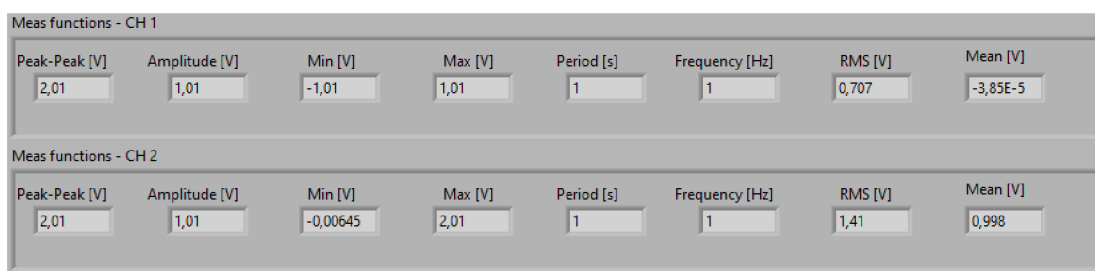 Meas functions - CH 1
Peak-Peak [V] Amplitude [V] Min [V] Max [V] Period [s] Frequency [Hz] RMS [V] Mean [V]
2,01 1,01 -1,01 1,01 1 1 0,707 -3,85E-5
Meas functions - CH 2
Peak-Peak [V] Amplitude [V] Min [V] Max [V] Period [s] Frequency [Hz] RMS [V] Mean [V]
2,01 1,01 -0,00645 2,01 1 1 1,41 0,998